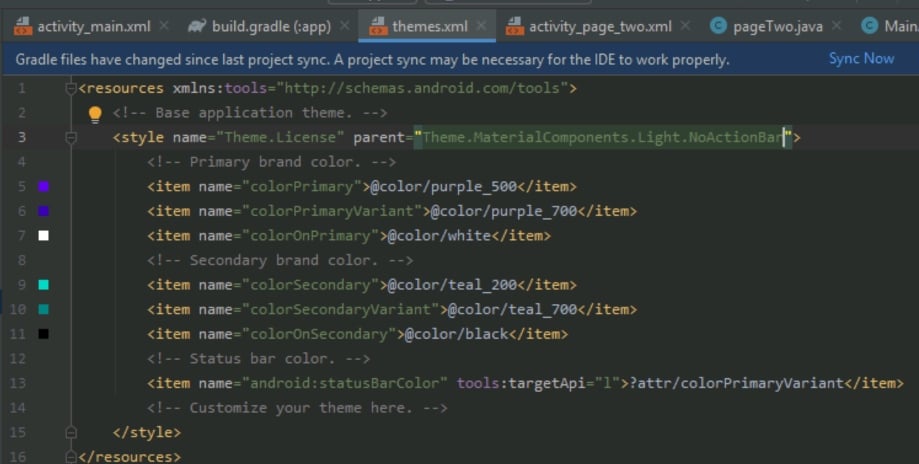 activity_main.xml build.gradle (:app) themes.xml activity_page_two.xml pageTwo.java Main
Gradle files have changed since last project sync. A project sync may be necessary for the IDE to work properly. Sync Now
1 <resources xmlns:tools="http://schemas.android.com/tools">
2 <!-- Base application theme. -->
3 <style name="Theme.License" parent="Theme.MaterialComponents.Light.NoActionBar">
4 <!-- Primary brand color. -->
5 <item name="colorPrimary">@color/purple_500</item>
6 <item name="colorPrimaryVariant">@color/purple_700</item>
7 <item name="colorOnPrimary">@color/white</item>
8 <!-- Secondary brand color. -->
9 <item name="colorSecondary">@color/teal_200</item>
10 <item name="colorSecondaryVariant">@color/teal_700</item>
11 <item name="colorOnSecondary">@color/black</item>
12 <!-- Status bar color. -->
13 <item name="android:statusBarColor" tools:targetApi="l">?attr/colorPrimaryVariant</item>
14 <!-- Customize your theme here. -->
15 </style>
16 </resources>